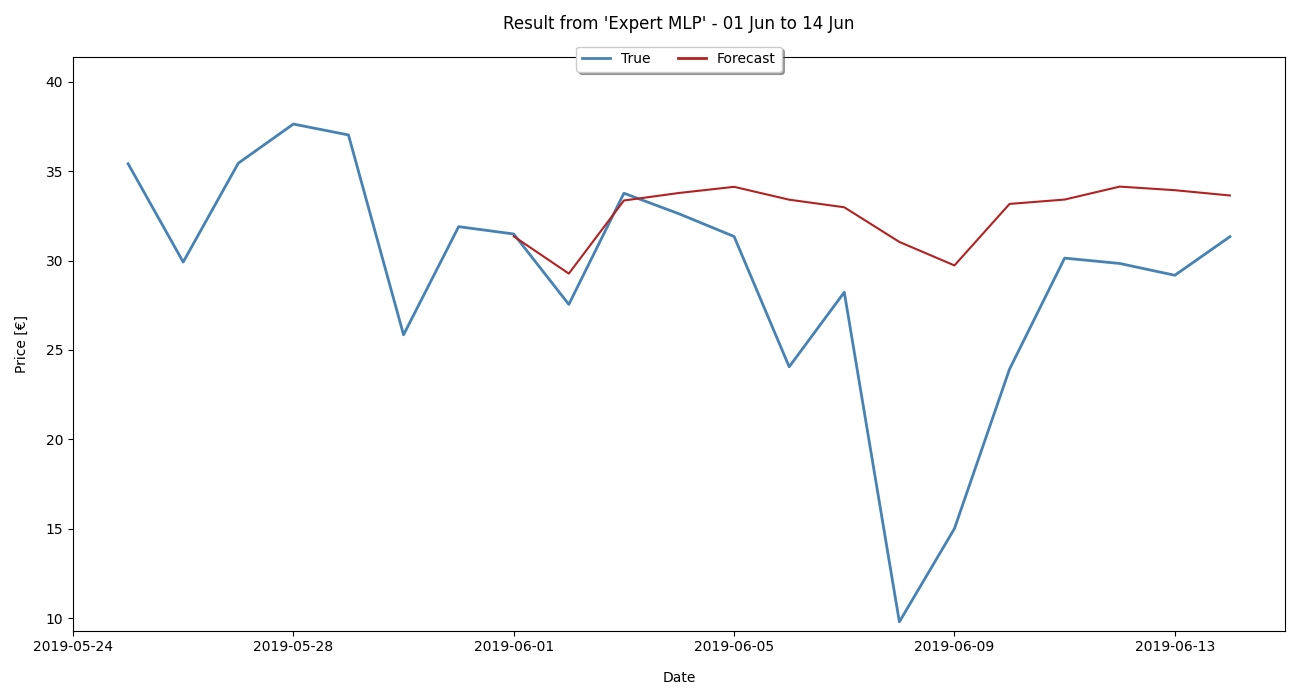 Result from 'Expert MLP' - 01 Jun to 14 Jun
True Forecast
40
35
30
25
20
15
10
Price [€]
2019-05-24 2019-05-28 2019-06-01 2019-06-05 2019-06-09 2019-06-13
Date